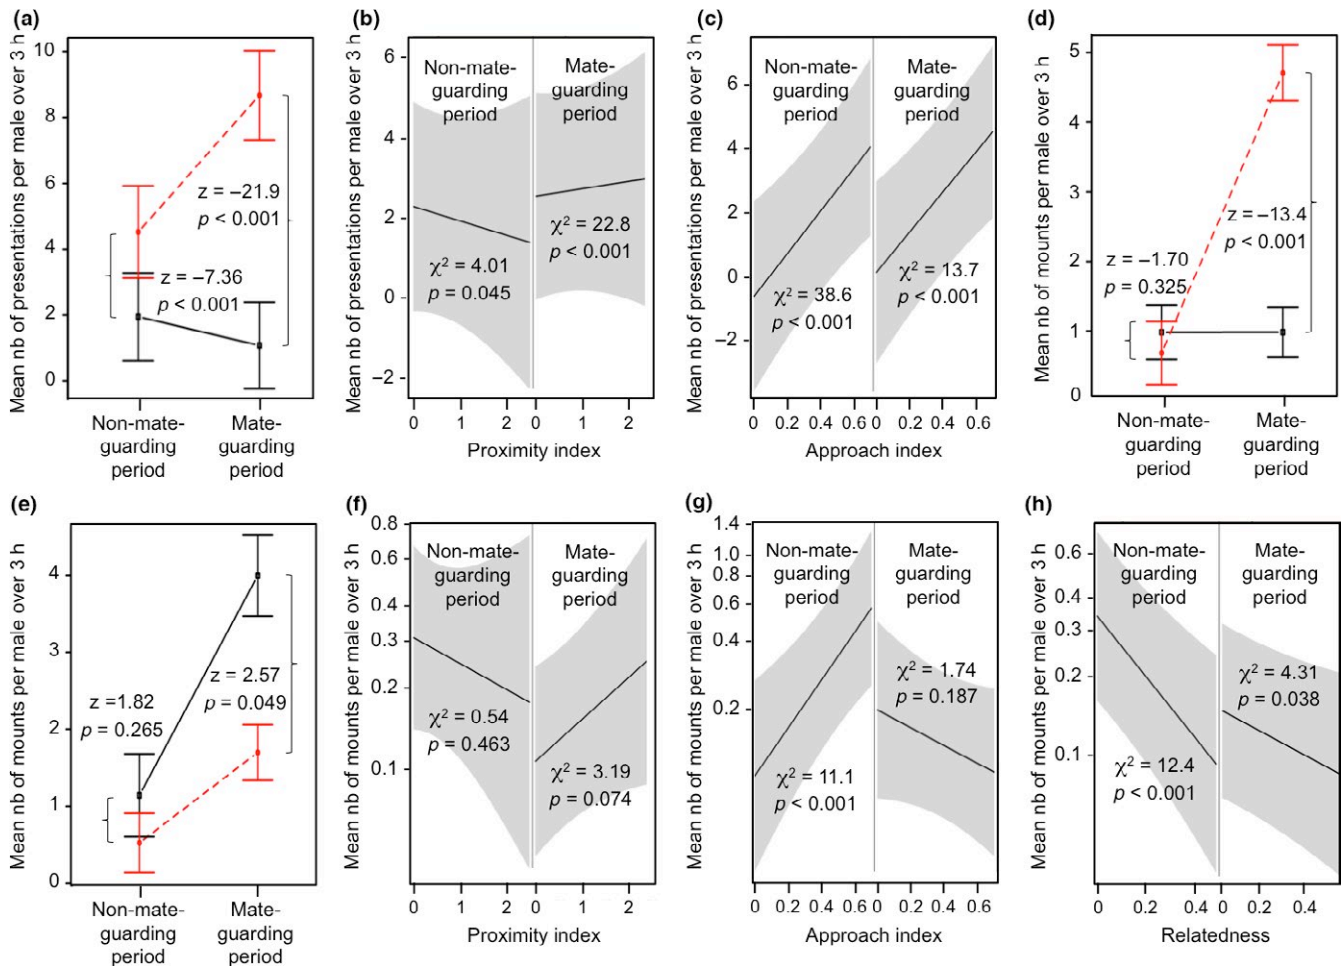 (a)
Mean nb of presentations per male over 3 h
10
8
6
4
2
0
z = –21.9
p < 0.001
z = –7.36
p < 0.001
Non-mate-
guarding
period
Mate-
guarding
period
(b)
Mean nb of presentations per male over 3 h
6
4
2
0
–2
Non-mate-
guarding
period
Mate-
guarding
period
χ² = 4.01
p = 0.045
χ² = 22.8
p < 0.001
0 1 2 0 1 2
Proximity index
(c)
Mean nb of presentations per male over 3 h
6
4
2
0
–2
Non-mate-
guarding
period
Mate-
guarding
period
χ² = 38.6
p < 0.001
χ² = 13.7
p < 0.001
0 0.2 0.6 0 0.2 0.6
Approach index
(d)
Mean nb of mounts per male over 3 h
5
4
3
2
1
0
z = –1.70
p = 0.325
z = –13.4
p < 0.001
Non-mate-
guarding
period
Mate-
guarding
period
(e)
Mean nb of mounts per male over 3 h
4
2
1
0
z =1.82
p = 0.265
z = 2.57
p = 0.049
Non-mate-
guarding
period
Mate-
guarding
period
(f)
Mean nb of mounts per male over 3 h
0.8
0.6
0.4
0.3
0.2
0.1
Non-mate-
guarding
period
Mate-
guarding
period
χ² = 0.54
p = 0.463
χ² = 3.19
p = 0.074
0 1 2 0 1 2
Proximity index
(g)
Mean nb of mounts per male over 3 h
1.4
1.0
0.8
0.6
0.4
0.2
Non-mate-
guarding
period
Mate-
guarding
period
χ² = 11.1
p < 0.001
χ² = 1.74
p = 0.187
0 0.2 0.6 0 0.2 0.6
Approach index
(h)
Mean nb of mounts per male over 3 h
0.6
0.3
0.2
0.1
Non-mate-
guarding
period
Mate-
guarding
period
χ² = 12.4
p < 0.001
χ² = 4.31
p = 0.038
0 0.4 0 0.4
Relatedness